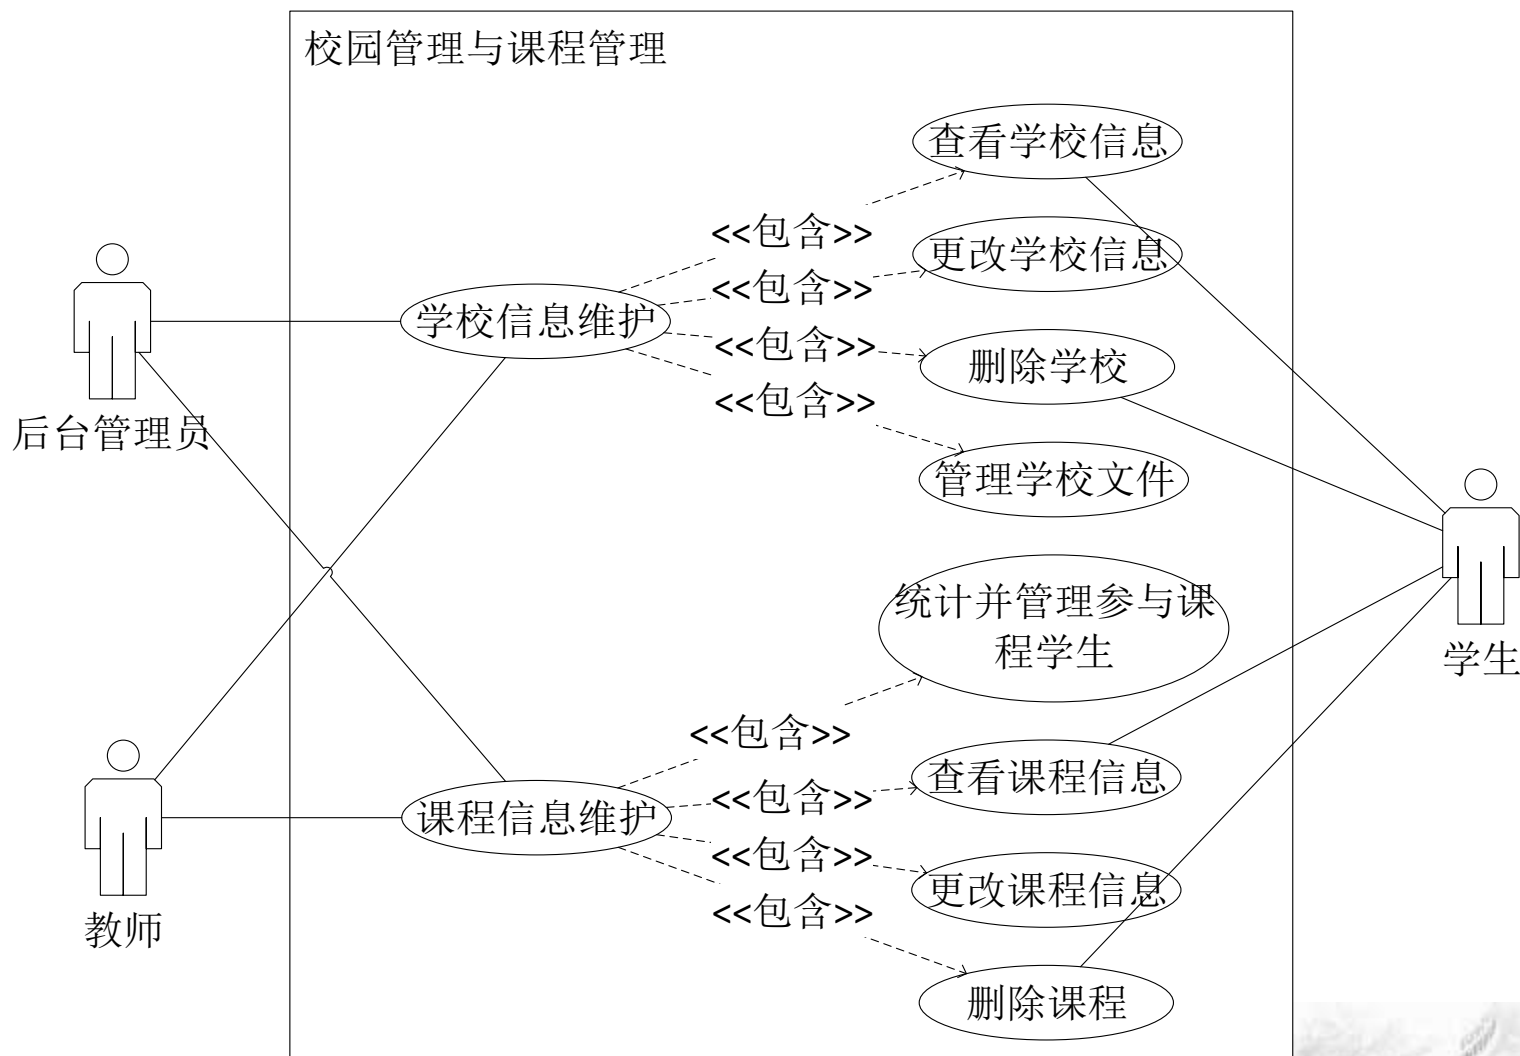 校园管理与课程管理
查看学校信息
<<包含>>
更改学校信息
<<包含>>
学校信息维护
<<包含>>
删除学校
<<包含>>
后台管理员
管理学校文件
统计并管理参与课
程学生
学生
<<包含>>
查看课程信息
<<包含>>
课程信息维护
<<包含>>
更改课程信息
<<包含>>
教师
删除课程